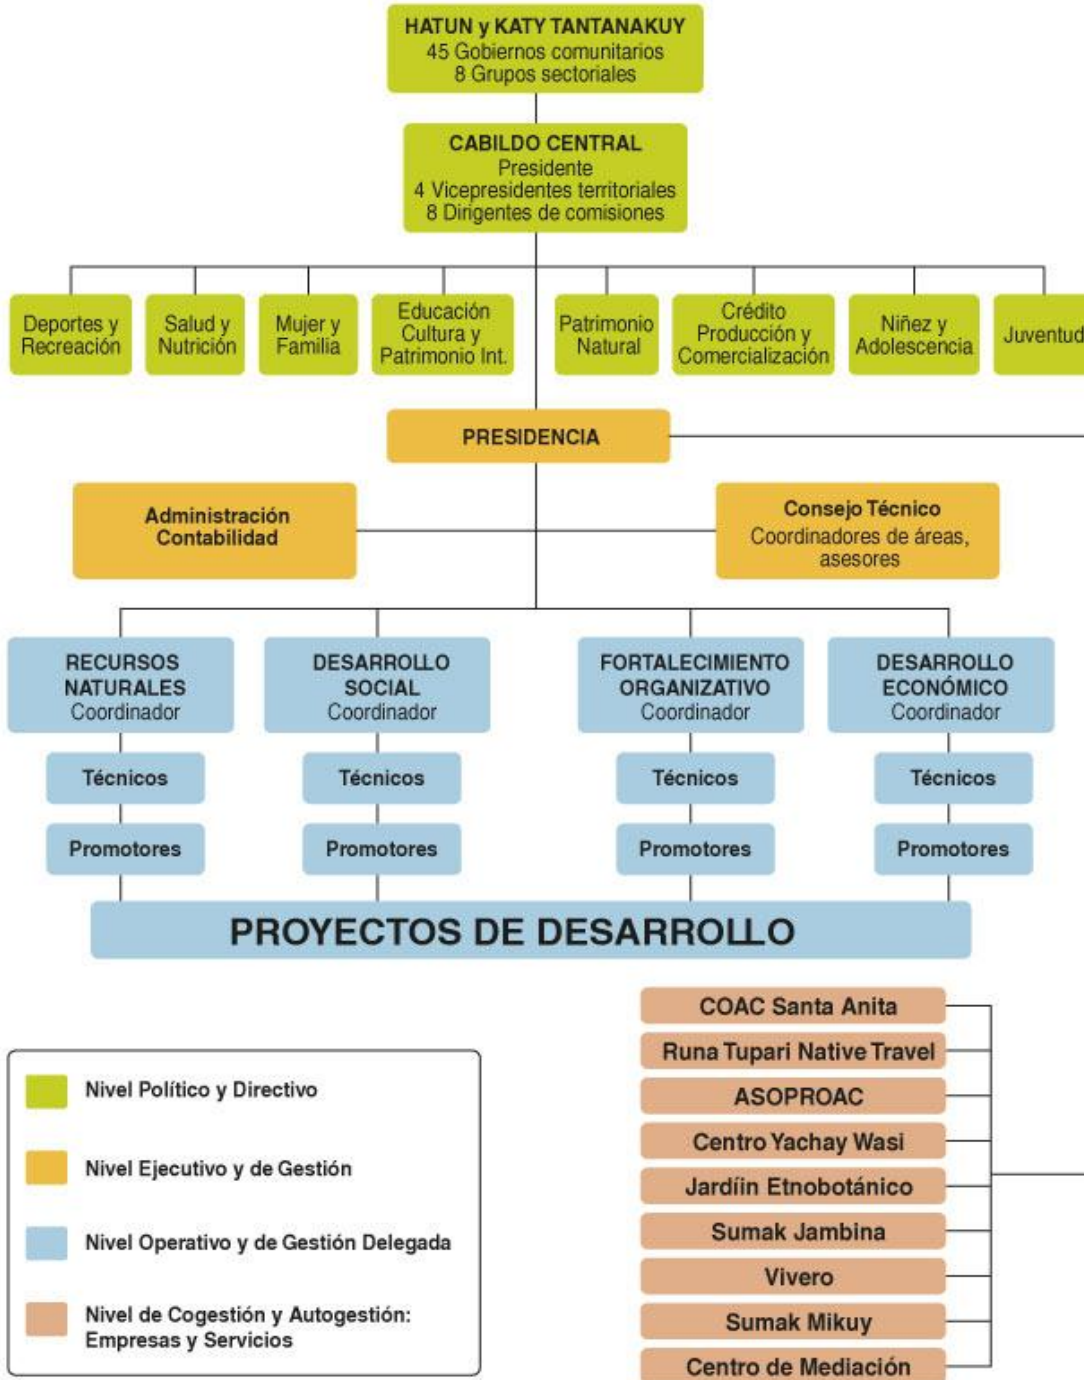 HATUN y KATY TANTANAKUY
45 Gobiernos comunitarios
8 Grupos sectoriales
CABILDO CENTRAL
Presidente
4 Vicepresidentes territoriales
8 Dirigentes de comisiones
Deportes y
Recreación
Salud y
Nutrición
Mujer y
Familia
Educación
Cultura y
Patrimonio Int.
Patrimonio
Natural
Crédito
Producción y
Comercialización
Niñez y
Adolescencia
Juventud
PRESIDENCIA
Administración
Contabilidad
Consejo Técnico
Coordinadores de áreas,
asesores
RECURSOS
NATURALES
Coordinador
DESARROLLO
SOCIAL
Coordinador
FORTALECIMIENTO
ORGANIZATIVO
Coordinador
DESARROLLO
ECONÓMICO
Coordinador
Técnicos
Técnicos
Técnicos
Técnicos
Promotores
Promotores
Promotores
Promotores
PROYECTOS DE DESARROLLO
COAC Santa Anita
Runa Tupari Native Travel
ASOPROAC
Centro Yachay Wasi
Jardíin Etnobotánico
Sumak Jambina
Vivero
Sumak Mikuy
Centro de Mediación
Nivel Político y Directivo
Nivel Ejecutivo y de Gestión
Nivel Operativo y de Gestión Delegada
Nivel de Cogestión y Autogestión:
Empresas y Servicios